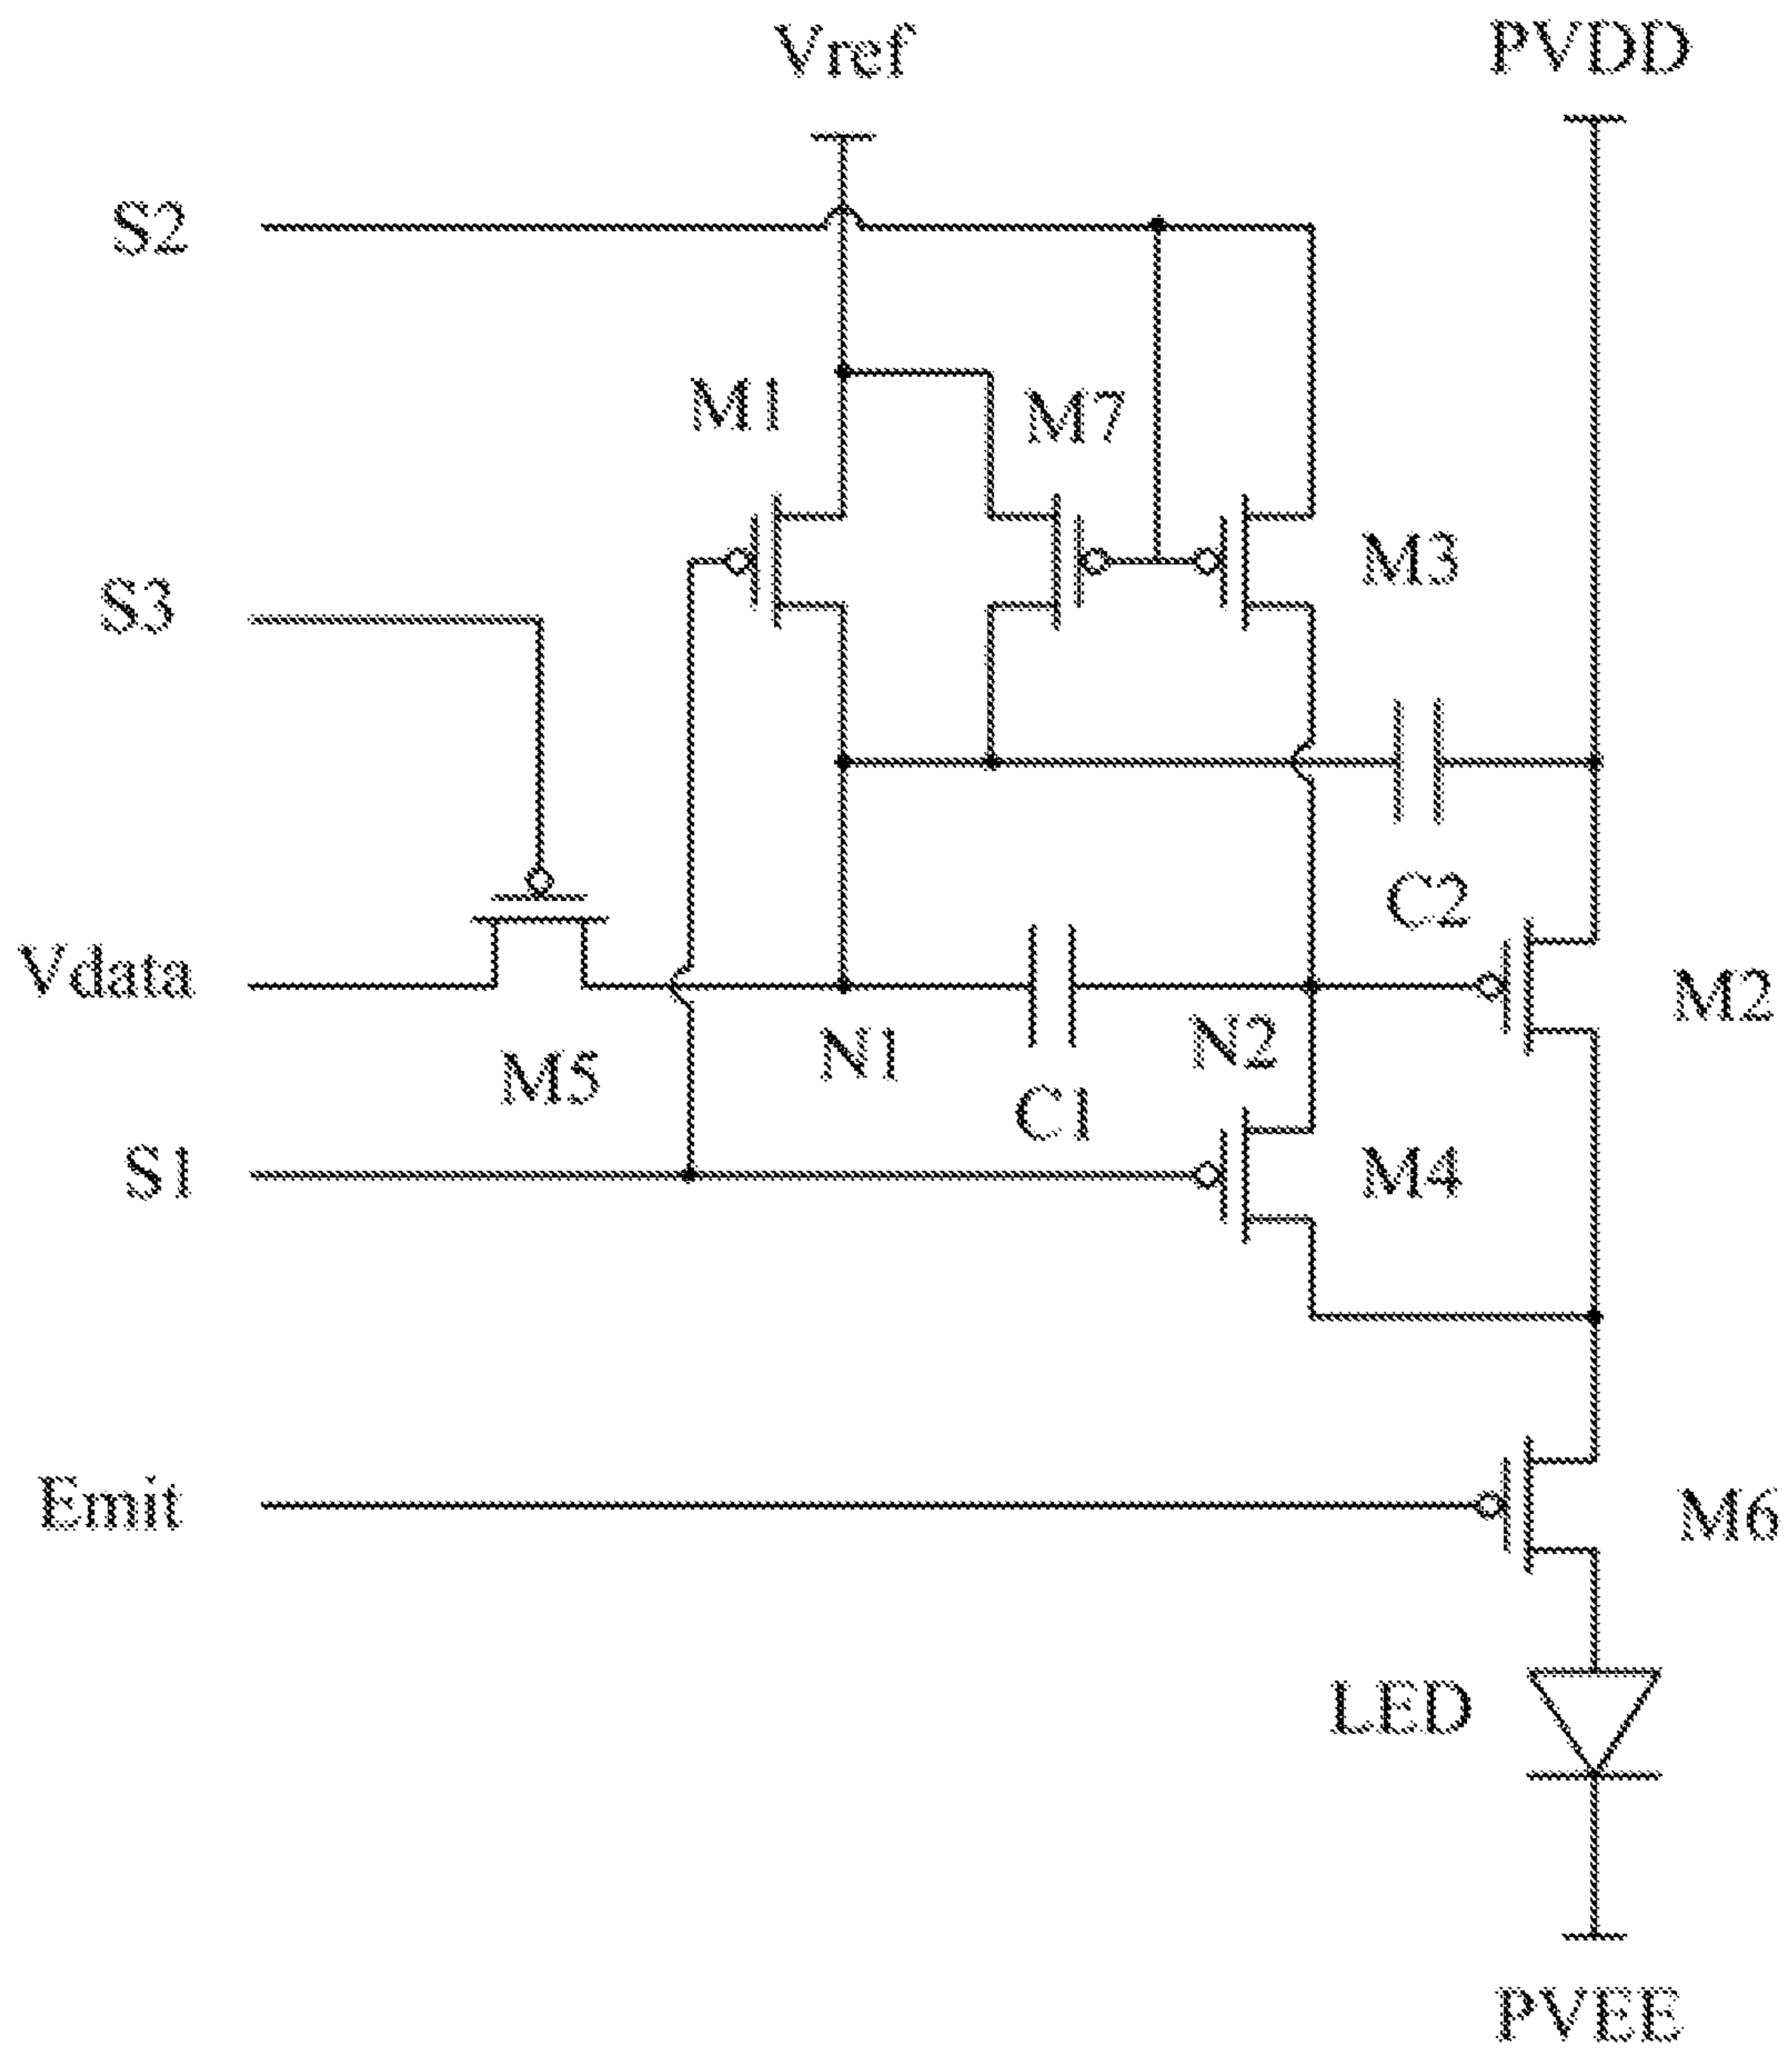 Vref
PVDD
S2
M1
M7
M3
S3
C2
Vdata
M2
N1
N2
M5
C1
S1
M4
Emit
M6
LED
PVEE